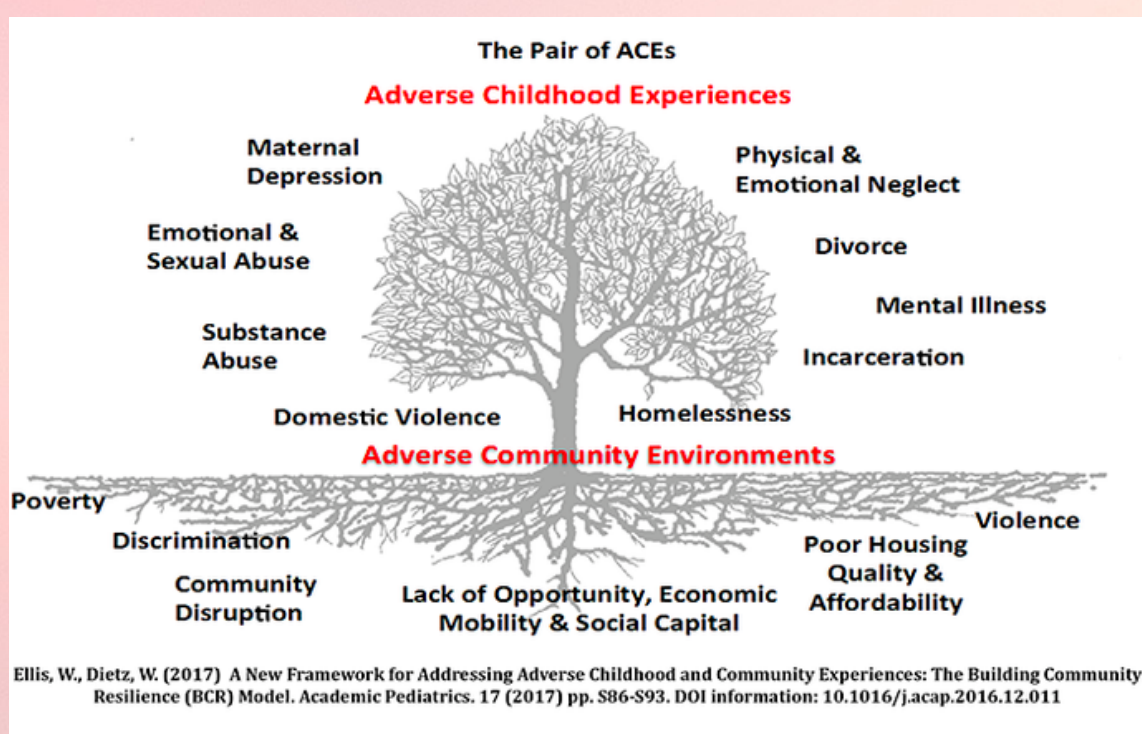 The Pair of ACEs
Adverse Childhood Experiences
Maternal
Depression
Physical &
Emotional Neglect
Emotional &
Sexual Abuse
Divorce
Mental Illness
Substance
Abuse
Incarceration
Domestic Violence
Homelessness
Adverse Community Environments
Poverty
Violence
Discrimination
Poor Housing
Quality &
Affordability
Community
Disruption
Lack of Opportunity, Economic
Mobility & Social Capital
Ellis, W., Dietz, W. (2017) A New Framework for Addressing Adverse Childhood and Community Experiences: The Building Community
Resilience (BCR) Model. Academic Pediatrics. 17 (2017) pp. S86-S93. DOI information: 10.1016/j.acap.2016.12.011